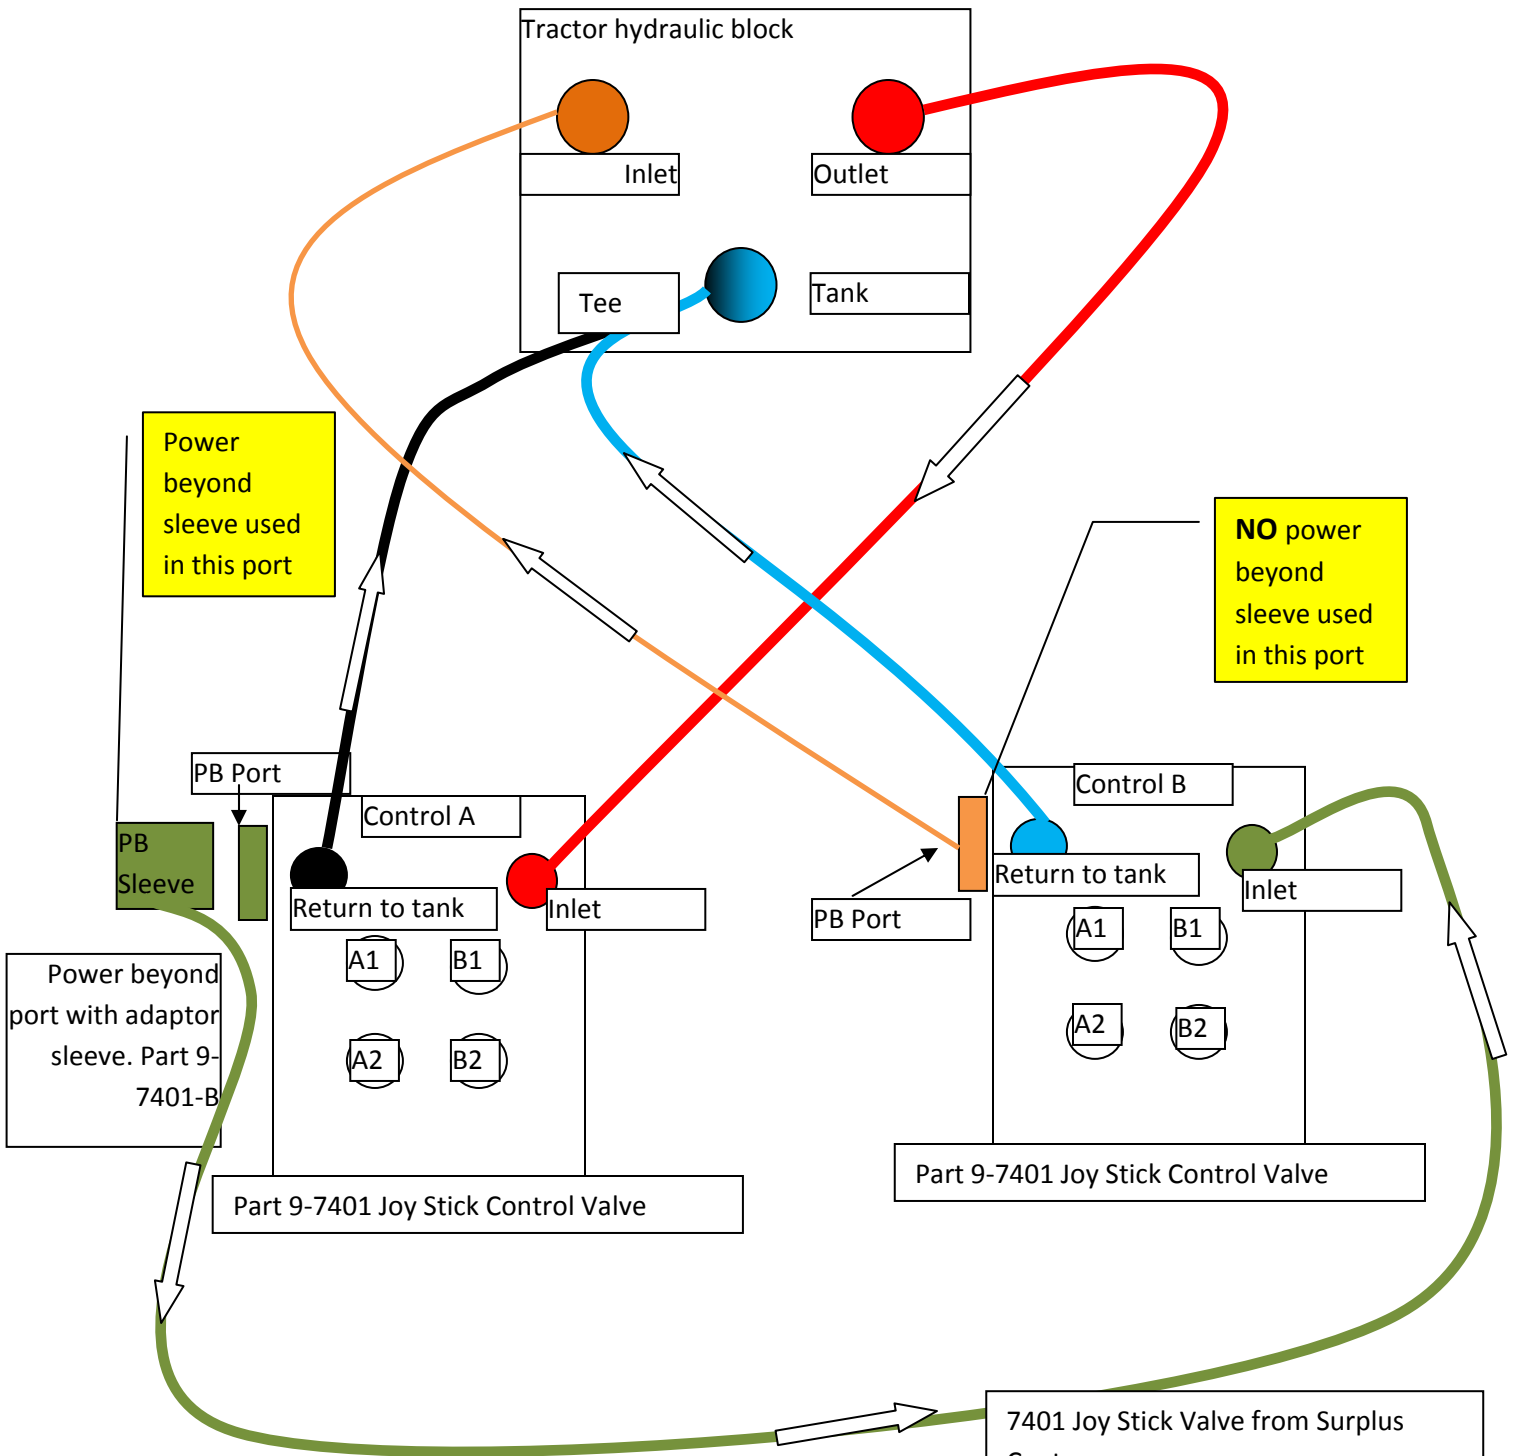 Tractor hydraulic block
Inlet
Outlet
Tee
Tank
Power
beyond
sleeve used
in this port
NO power
beyond
sleeve used
in this port
PB Port
Control A
Control B
PB
Sleeve
Return to tank
Inlet
PB Port
Return to tank
Inlet
A1
B1
A2
B2
A1
B1
A2
B2
Power beyond
port with adaptor
sleeve. Part 9-
7401-B
Part 9-7401 Joy Stick Control Valve
Part 9-7401 Joy Stick Control Valve
7401 Joy Stick Valve from Surplus